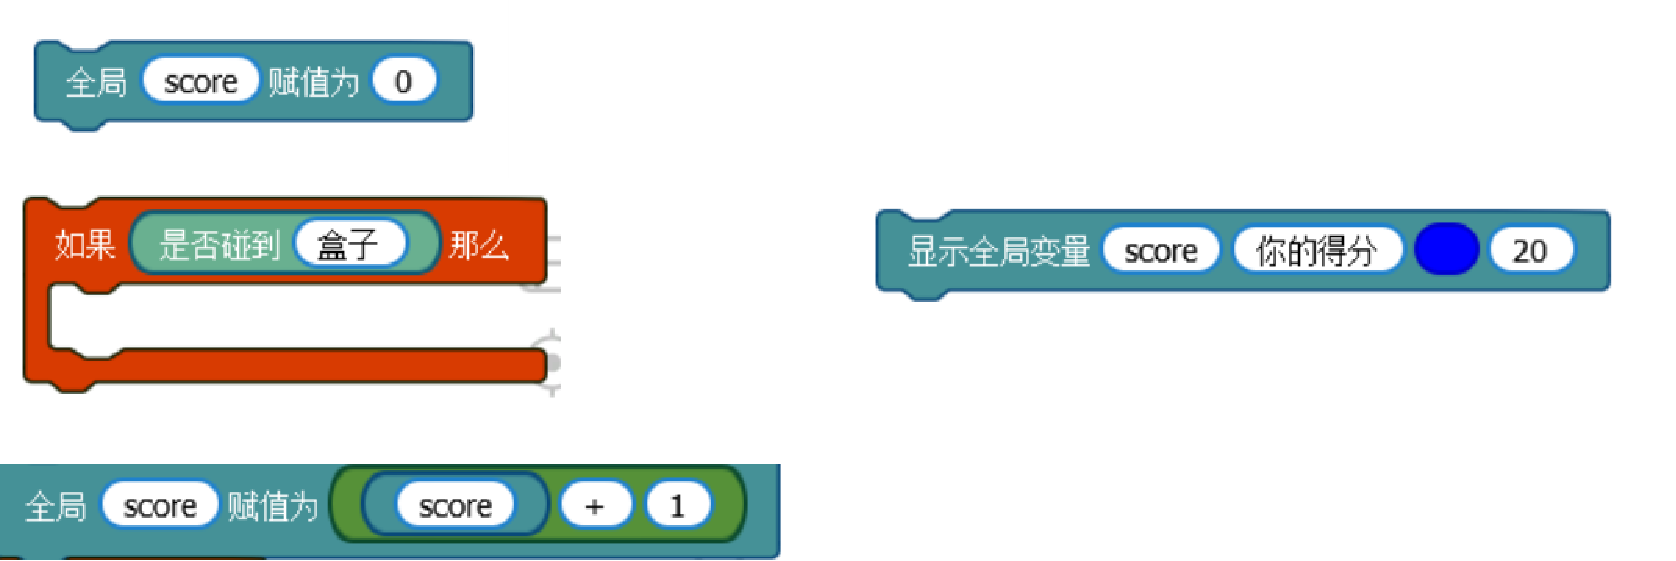 全局 score 赋值为 0
如果 是否碰到 盒子 那么
显示全局变量 score 你的得分 20
全局 score 赋值为 score + 1